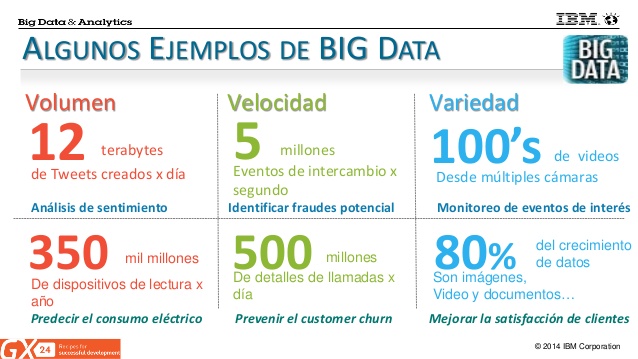 Big Data & Analytics
IBM
ALGUNOS EJEMPLOS DE BIG DATA
BIG
DATA
Volumen
12 terabytes
de Tweets creados x día
Análisis de sentimiento
Velocidad
5 millones
Eventos de intercambio x
segundo
Identificar fraudes potencial
Variedad
100’s de videos
Desde múltiples cámaras
Monitoreo de eventos de interés
350 mil millones
De dispositivos de lectura x
año
Predecir el consumo eléctrico
500 millones
De detalles de llamadas x
día
Prevenir el customer churn
80% del crecimiento
de datos
Son imágenes,
Video y documentos…
Mejorar la satisfacción de clientes
GX 24 Recipes for
successful development
© 2014 IBM Corporation